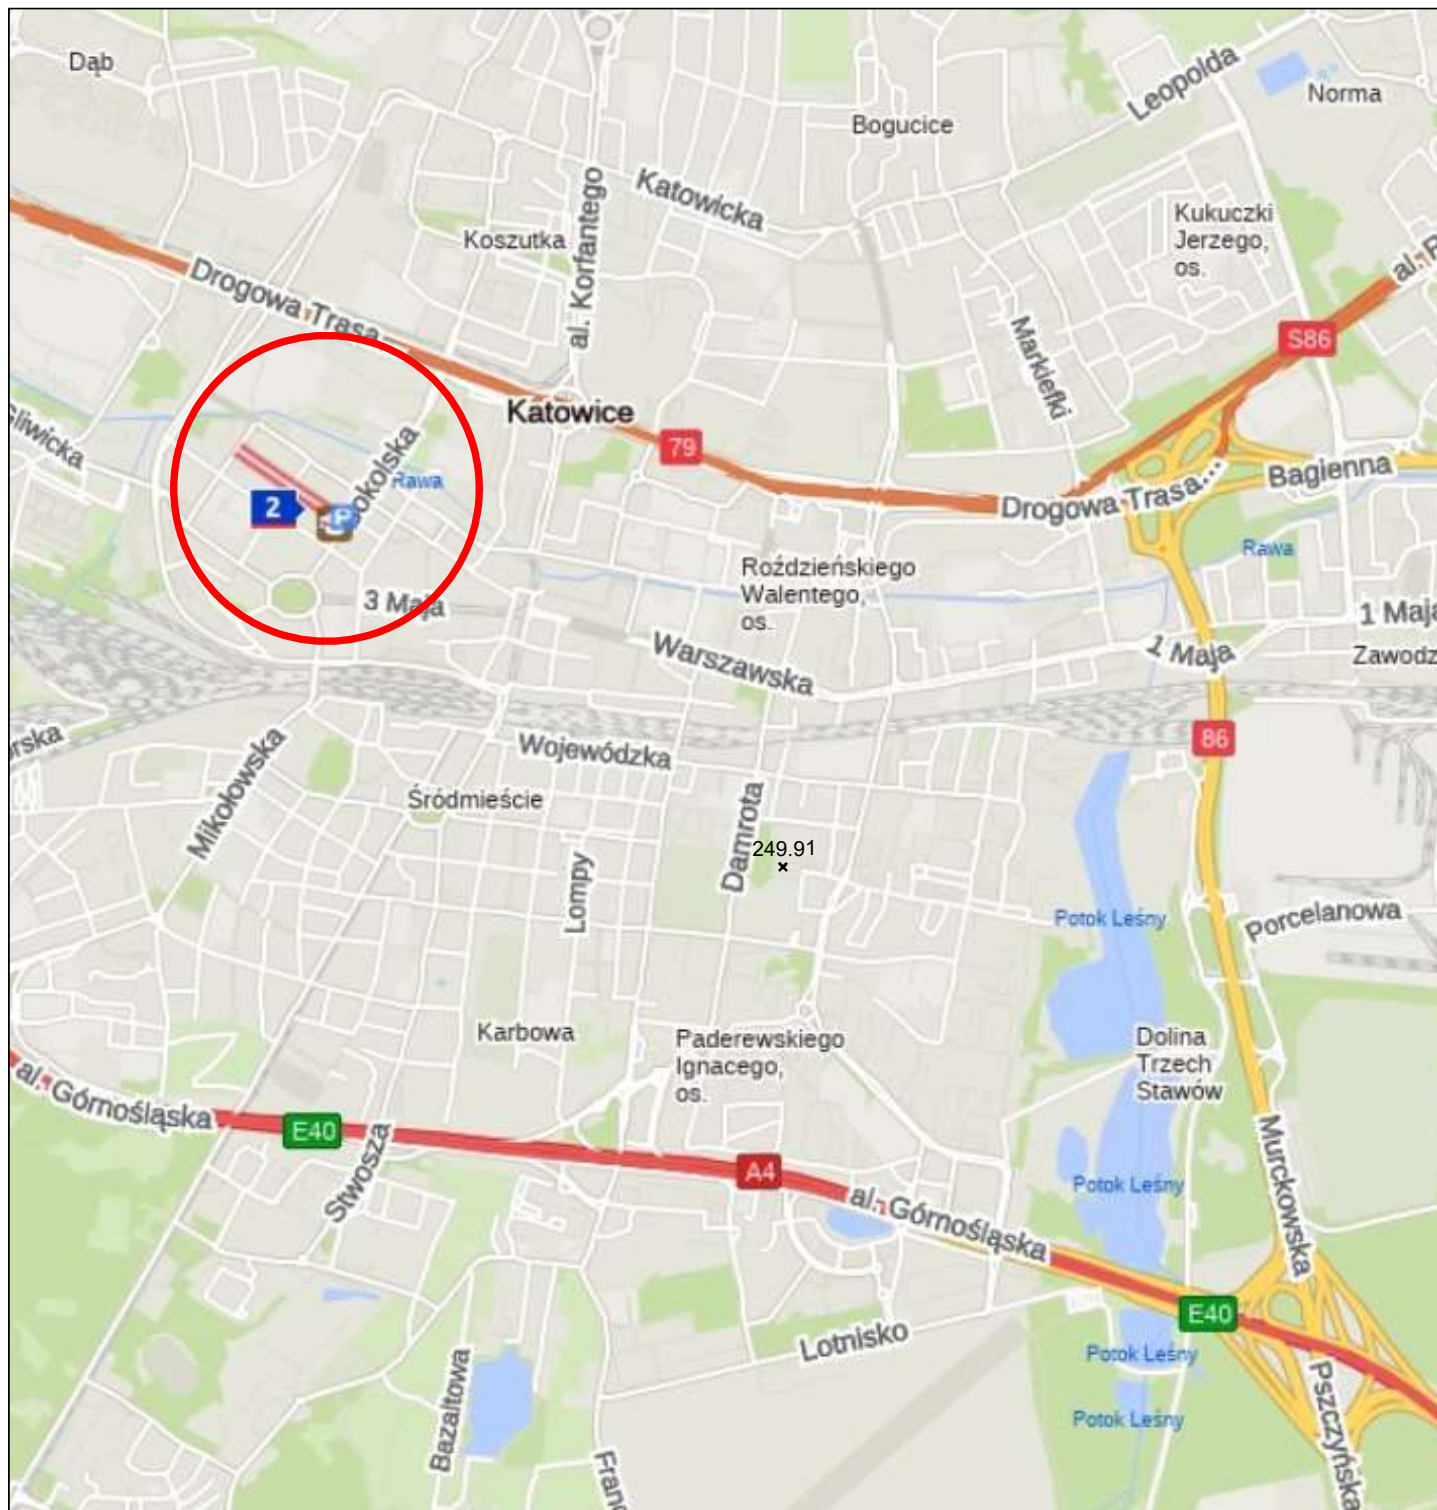 Dąb
Leopolda
Norma
Bogucice
Katowicka
al. Korfantego
Koszutka
Kukuczki
Jerzego,
os.
al.
Drogowa Trasa
S86
Markiefki
Katowice
Gliwicka
79
Sokolska
Rawa
2
P
Bagienna
Drogowa Trasa...
Rawa
Roździeńskiego
Walentego,
os.
3 Maja
1 Maja
1 Maja
Warszawska
Zawodz
orska
Wojewódzka
86
Mikołowska
Śródmieście
Damrota
249.91
Lompy
Potok Leśny
Porcelanowa
Karbowa
Paderewskiego
Ignacego,
os.
Dolina
Trzech
Stawów
al. Górnośląska
E40
Stwosza
A4
Murckowska
Potok Leśny
al. Górnośląska
E40
Lotnisko
Potok Leśny
Bazaltowa
Pszczyńska
Potok Leśny
Franc